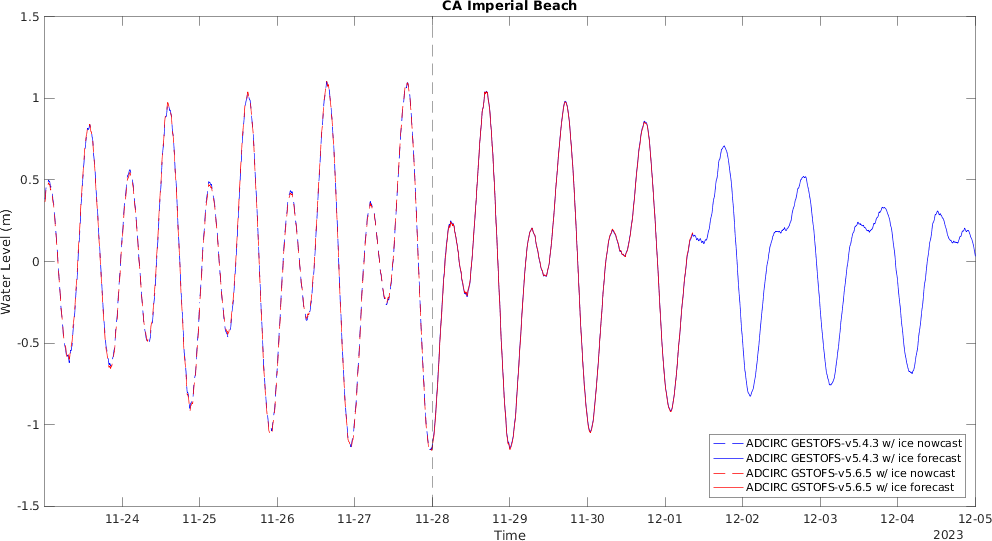 CA Imperial Beach
1.5
1
0.5
0
-0.5
-1
-1.5
Water Level (m)
11-24 11-25 11-26 11-27 11-28 11-29 11-30 12-01 12-02 12-03 12-04 12-05
Time
2023
ADCIRC GESTOFS-v5.4.3 w/ ice nowcast
ADCIRC GESTOFS-v5.4.3 w/ ice forecast
ADCIRC GSTOFS-v5.6.5 w/ ice nowcast
ADCIRC GSTOFS-v5.6.5 w/ ice forecast